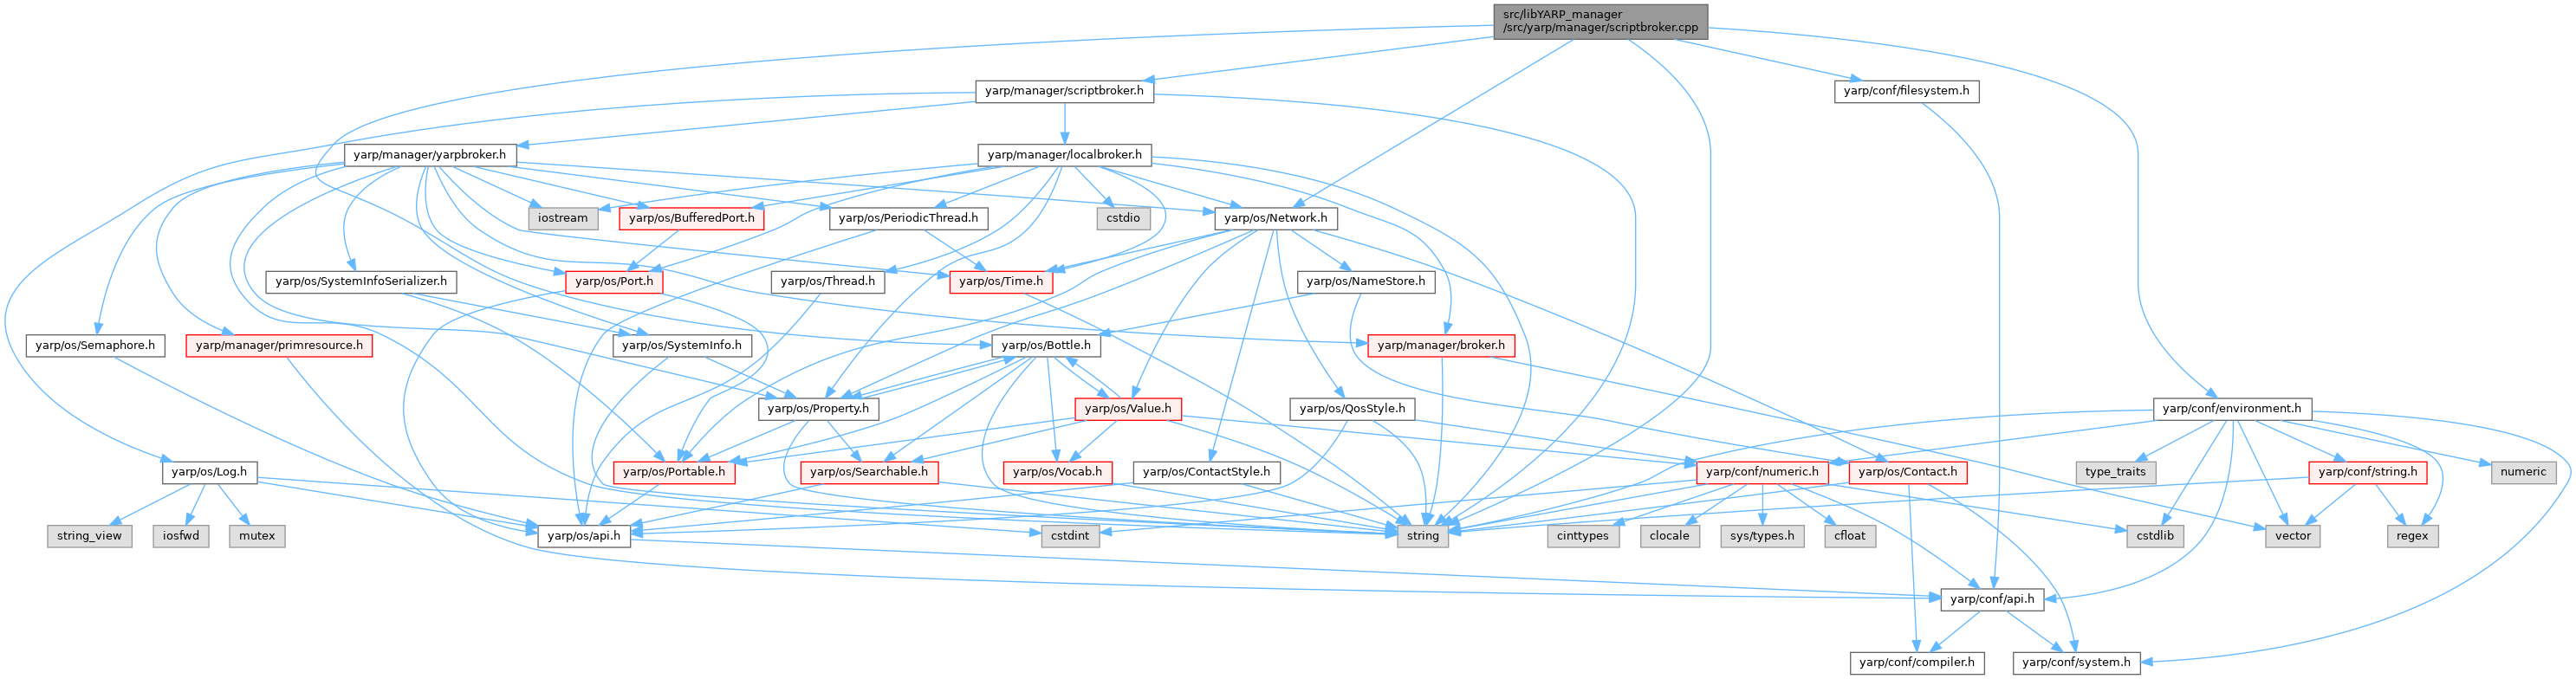 src/libYARP_manager
/src/yarp/manager/scriptbroker.cpp
yarp/manager/scriptbroker.h
yarp/conf/filesystem.h
yarp/manager/yarpbroker.h
yarp/manager/localbroker.h
iostream
yarp/os/BufferedPort.h
yarp/os/PeriodicThread.h
cstdio
yarp/os/Network.h
yarp/os/SystemInfoSerializer.h
yarp/os/Port.h
yarp/os/Thread.h
yarp/os/Time.h
yarp/os/NameStore.h
yarp/os/Semaphore.h
yarp/manager/primresource.h
yarp/os/SystemInfo.h
yarp/os/Bottle.h
yarp/manager/broker.h
yarp/os/Property.h
yarp/os/Value.h
yarp/os/QosStyle.h
yarp/conf/environment.h
yarp/os/Log.h
yarp/os/Portable.h
yarp/os/Searchable.h
yarp/os/Vocab.h
yarp/os/ContactStyle.h
yarp/conf/numeric.h
yarp/os/Contact.h
type_traits
yarp/conf/string.h
numeric
string_view
iosfwd
mutex
yarp/os/api.h
cstdint
string
cinttypes
clocale
sys/types.h
cfloat
cstdlib
vector
regex
yarp/conf/api.h
yarp/conf/compiler.h
yarp/conf/system.h